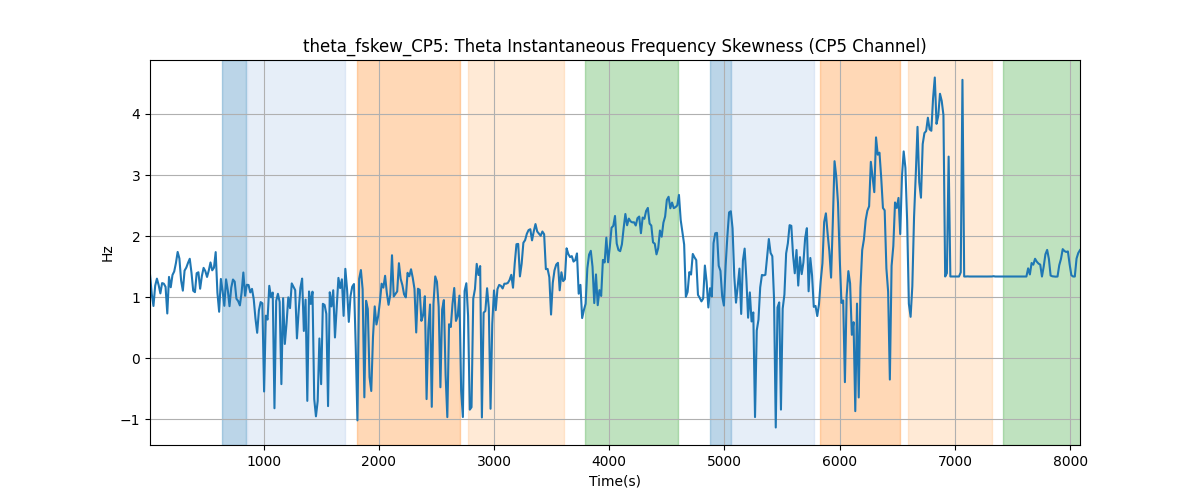 theta_fskew_CP5: Theta Instantaneous Frequency Skewness (CP5 Channel)
Hz
4
3
2
1
0
−1
1000 2000 3000 4000 5000 6000 7000 8000
Time(s)